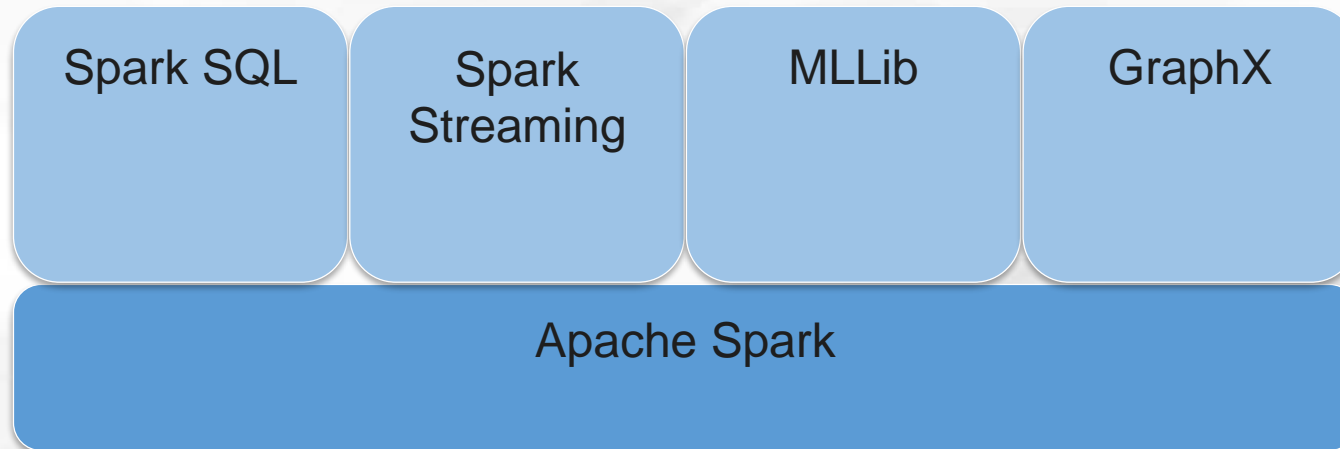 Spark SQL
Spark
Streaming
MLLib
GraphX
Apache Spark